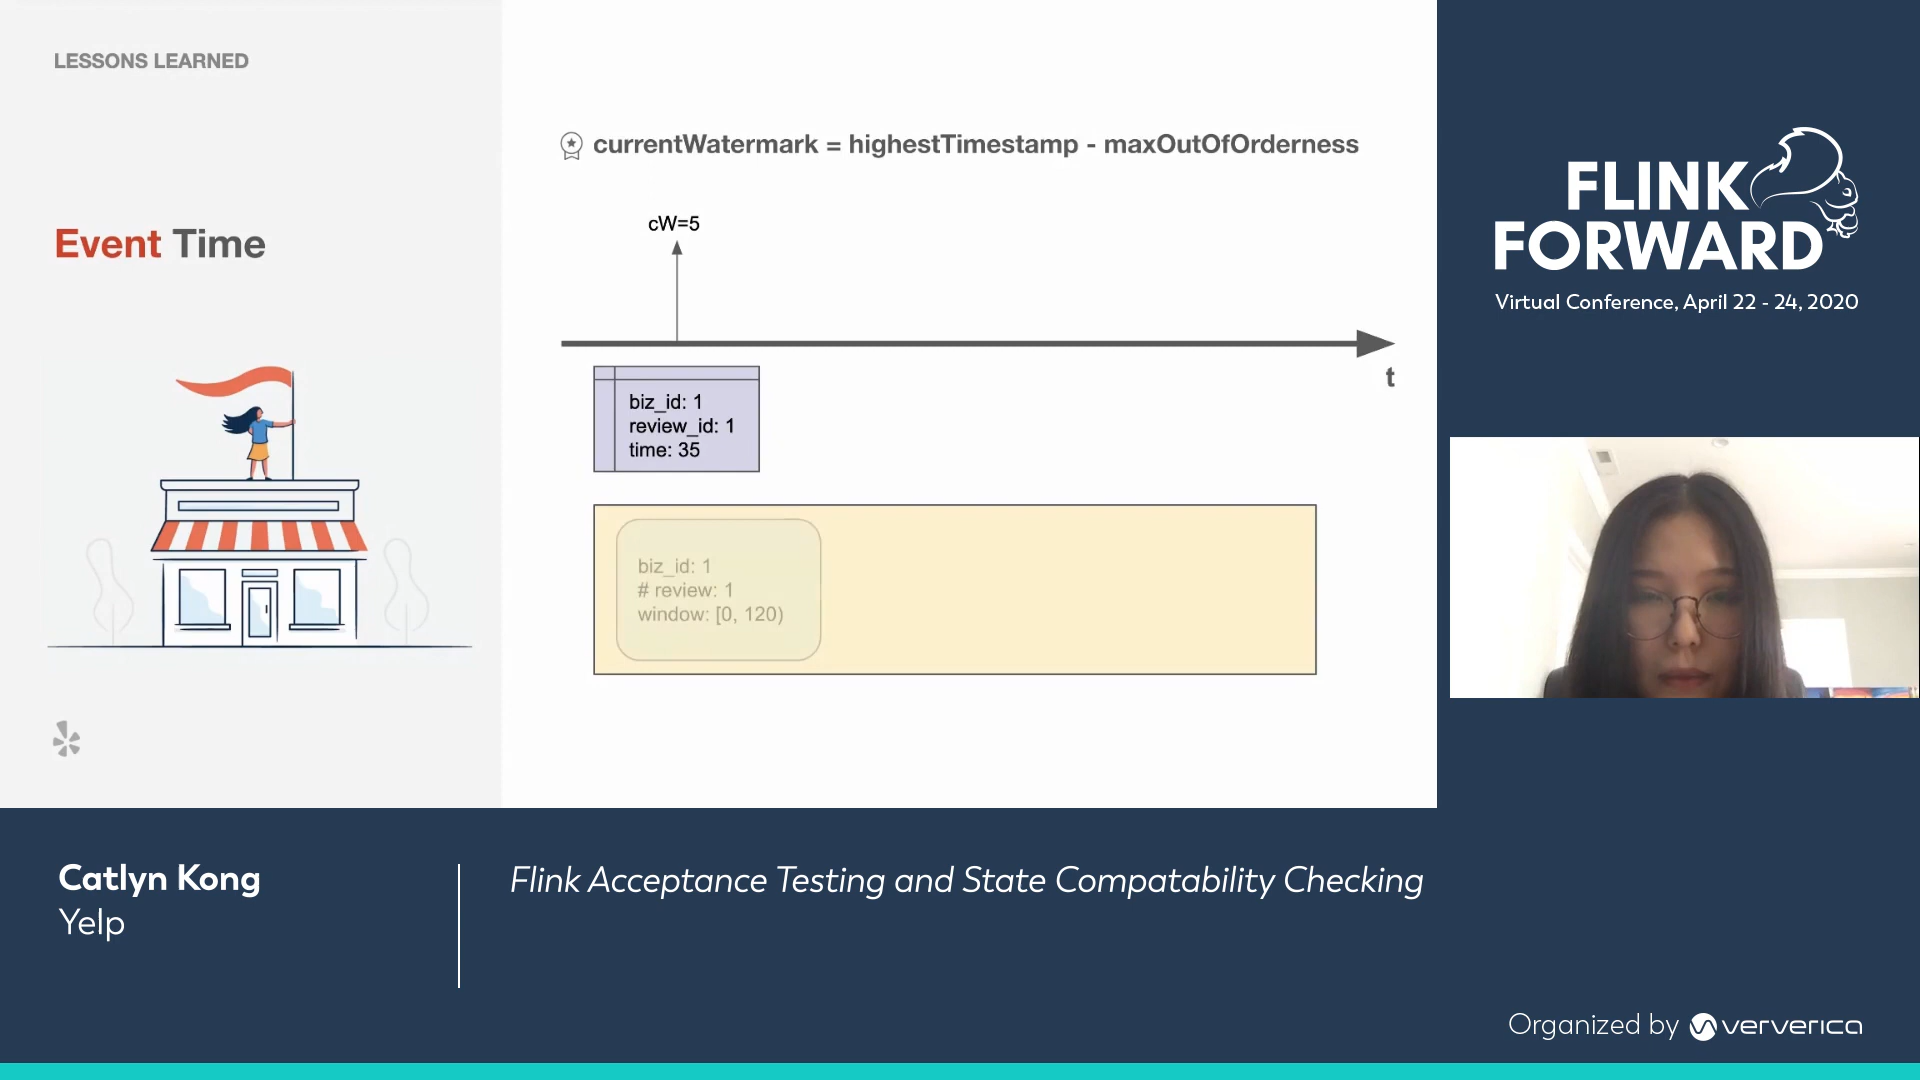 LESSONS LEARNED
Event Time
currentWatermark = highestTimestamp - maxOutOfOrderness
cW=5
t
biz_id: 1
review_id: 1
time: 35
biz_id: 1
# review: 1
window: [0, 120)
FLINK
FORWARD
Virtual Conference, April 22 - 24, 2020
Catlyn Kong
Yelp
Flink Acceptance Testing and State Compatability Checking
Organized by ververica